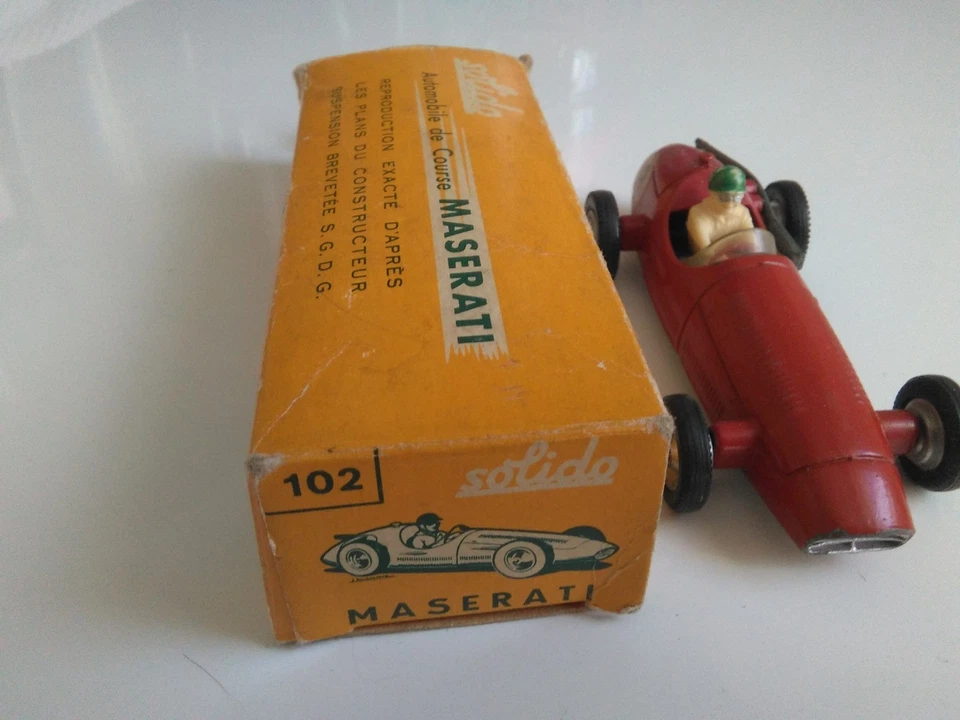 solido
Automobile de Course MASERATI
REPRODUCTION EXACTE D'APRÈS
LES PLANS DU CONSTRUCTEUR
SUSPENSION BREVETÉE S.G.D.G.
102
solido
MASERATI